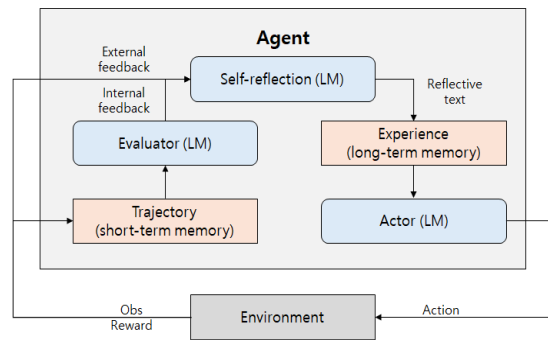 Agent
External
feedback
Self-reflection (LM)
Internal
feedback
Reflective
text
Evaluator (LM)
Experience
(long-term memory)
Trajectory
(short-term memory)
Actor (LM)
Obs
Reward
Environment
Action